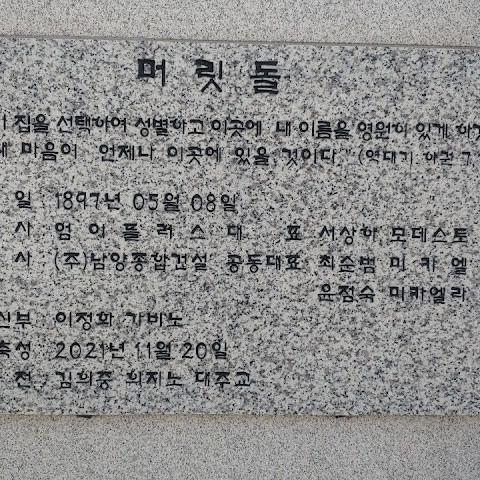 머릿돌
이 집을 선택하여 성별하고 이곳에 내 이름을 영원히 있게 하
내 마음이 언제나 이곳에 있을 것이다." (역대기 하권 7
일 : 1897년 05월 08일
사 : 엄이플러스 대표 서상하 모데스토
사 : (주)남양종합건설 공동대표 최순범 미카엘
윤점숙 미카엘라
신부 : 이정화 가비노
축성 : 2021년 11월 20일
전 : 김희중 히지노 대주교